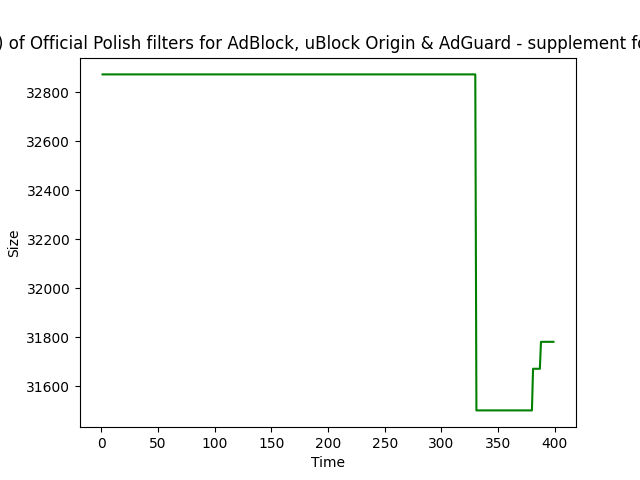 ) of Official Polish filters for AdBlock, uBlock Origin & AdGuard - supplement fo
32800
32600
32400
32200
32000
31800
31600
Size
0 50 100 150 200 250 300 350 400
Time